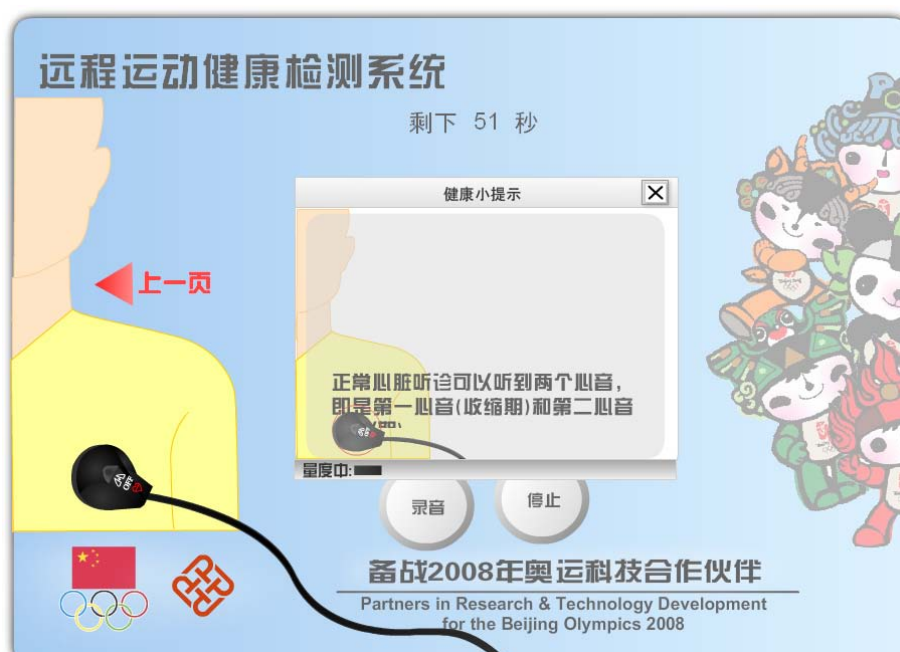 远程运动健康检测系统
剩下 51 秒
健康小提示
上一页
正常心脏听诊可以听到两个心音，
即是第一心音(收缩期)和第二心音
量度中:
录音
停止
OFF
备战2008年奥运科技合作伙伴
Partners in Research & Technology Development
for the Beijing Olympics 2008